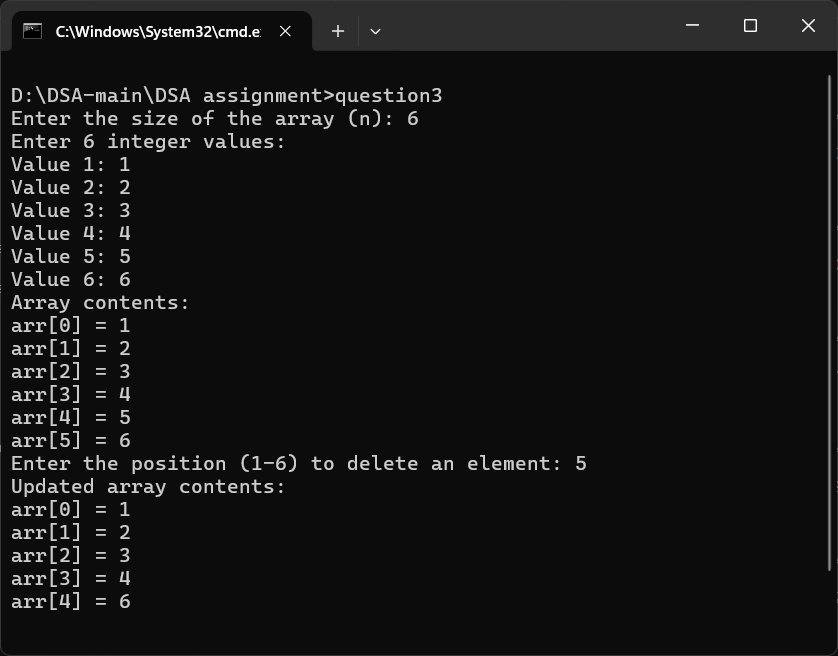 C:\Windows\System32\cmd.e
D:\DSA-main\DSA assignment>question3
Enter the size of the array (n): 6
Enter 6 integer values:
Value 1: 1
Value 2: 2
Value 3: 3
Value 4: 4
Value 5: 5
Value 6: 6
Array contents:
arr[0] = 1
arr[1] = 2
arr[2] = 3
arr[3] = 4
arr[4] = 5
arr[5] = 6
Enter the position (1-6) to delete an element: 5
Updated array contents:
arr[0] = 1
arr[1] = 2
arr[2] = 3
arr[3] = 4
arr[4] = 6